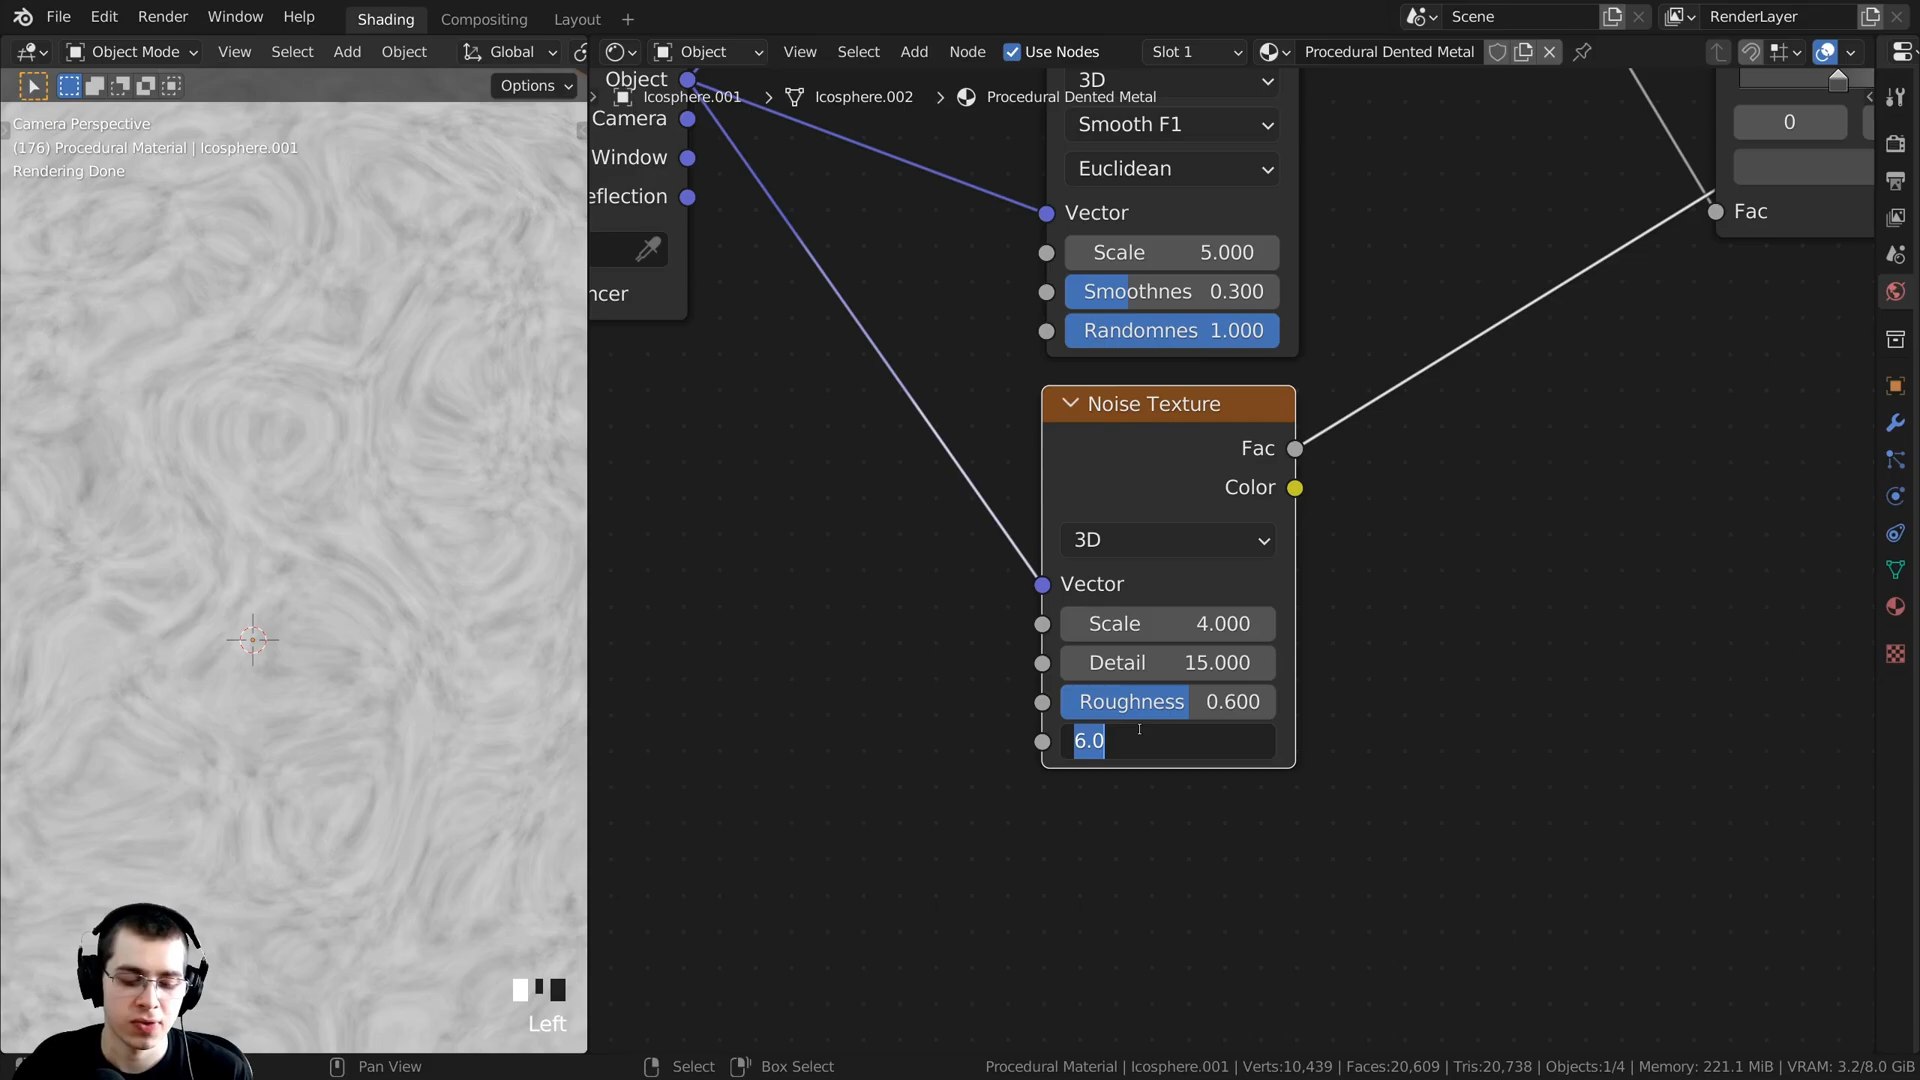 File Edit Render Window Help Shading Compositing Layout + Scene RenderLayer
Object Mode View Select Add Object Global Object View Select Add Node Use Nodes Slot 1 Procedural Dented Metal
Options
Icosphere.001 > Icosphere.002 > Procedural Dented Metal
Camera Perspective
(176) Procedural Material | Icosphere.001
Rendering Done
Object
Camera
Window
eflection
ncer
3D
Smooth F1
Euclidean
Vector
Scale 5.000
Smoothnes 0.300
Randomnes 1.000
0
Fac
Noise Texture
Fac
Color
3D
Vector
Scale 4.000
Detail 15.000
Roughness 0.600
6.0
Left
Pan View Select Box Select Procedural Material | Icosphere.001 | Verts:10,439 | Faces:20,609 | Tris:20,738 | Objects:1/4 | Memory: 221.1 MiB | VRAM: 3.2/8.0 GiB